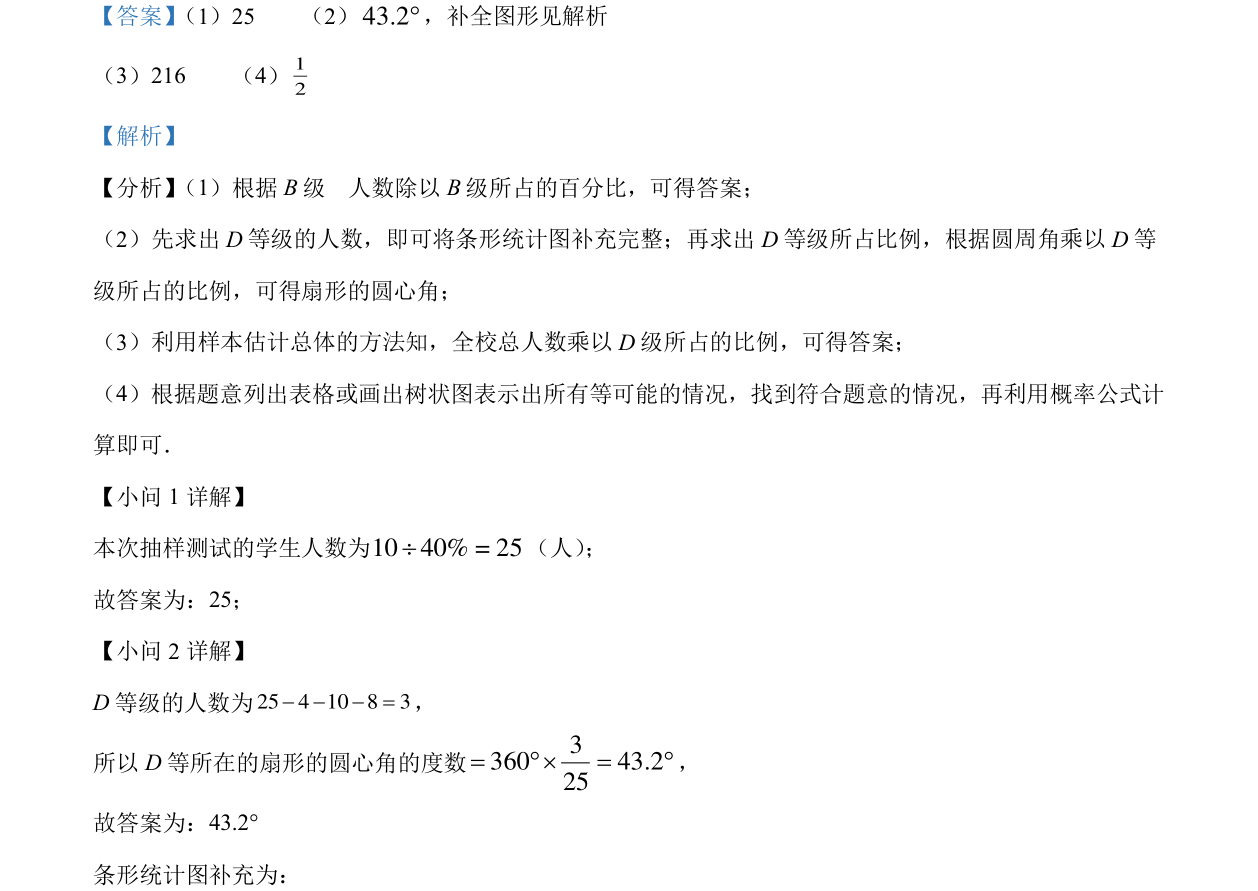 【答案】（1）25 （2）43.2°，补全图形见解析
（3）216 （4）1/2
【解析】
【分析】（1）根据 B 级 人数除以 B 级所占的百分比，可得答案；
（2）先求出 D 等级的人数，即可将条形统计图补充完整；再求出 D 等级所占比例，根据圆周角乘以 D 等
级所占的比例，可得扇形的圆心角；
（3）利用样本估计总体的方法知，全校总人数乘以 D 级所占的比例，可得答案；
（4）根据题意列出表格或画出树状图表示出所有等可能的情况，找到符合题意的情况，再利用概率公式计
算即可．
【小问 1 详解】
本次抽样测试的学生人数为10÷40% = 25（人）；
故答案为：25；
【小问 2 详解】
D 等级的人数为25−4−10−8=3，
所以 D 等所在的扇形的圆心角的度数=360°×3/25=43.2°，
故答案为：43.2°
条形统计图补充为：